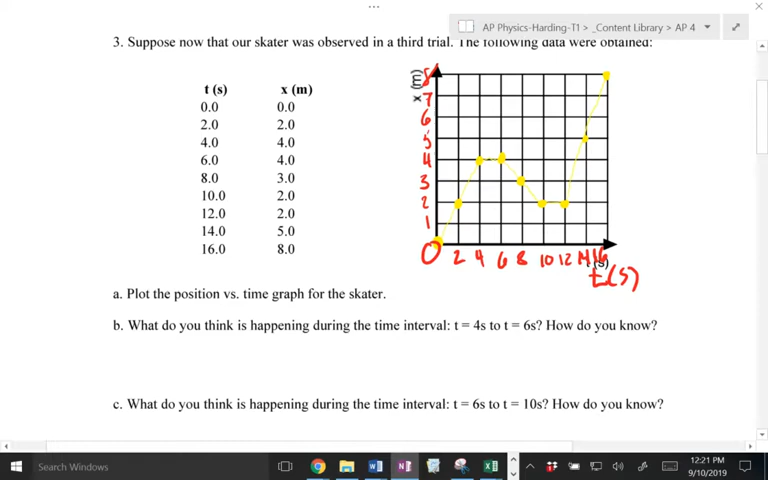 AP Physics-Harding-T1 > _Content Library > AP 4
3. Suppose now that our skater was observed in a third trial. The following data were obtained:
t (s) x (m)
0.0 0.0
2.0 2.0
4.0 4.0
6.0 4.0
8.0 3.0
10.0 2.0
12.0 2.0
14.0 5.0
16.0 8.0
x (m)
8
7
6
5
4
3
2
1
0 2 4 6 8 10 12 14 16
t (s)
a. Plot the position vs. time graph for the skater.
b. What do you think is happening during the time interval: t = 4s to t = 6s? How do you know?
c. What do you think is happening during the time interval: t = 6s to t = 10s? How do you know?
Search Windows
12:21 PM
9/10/2019